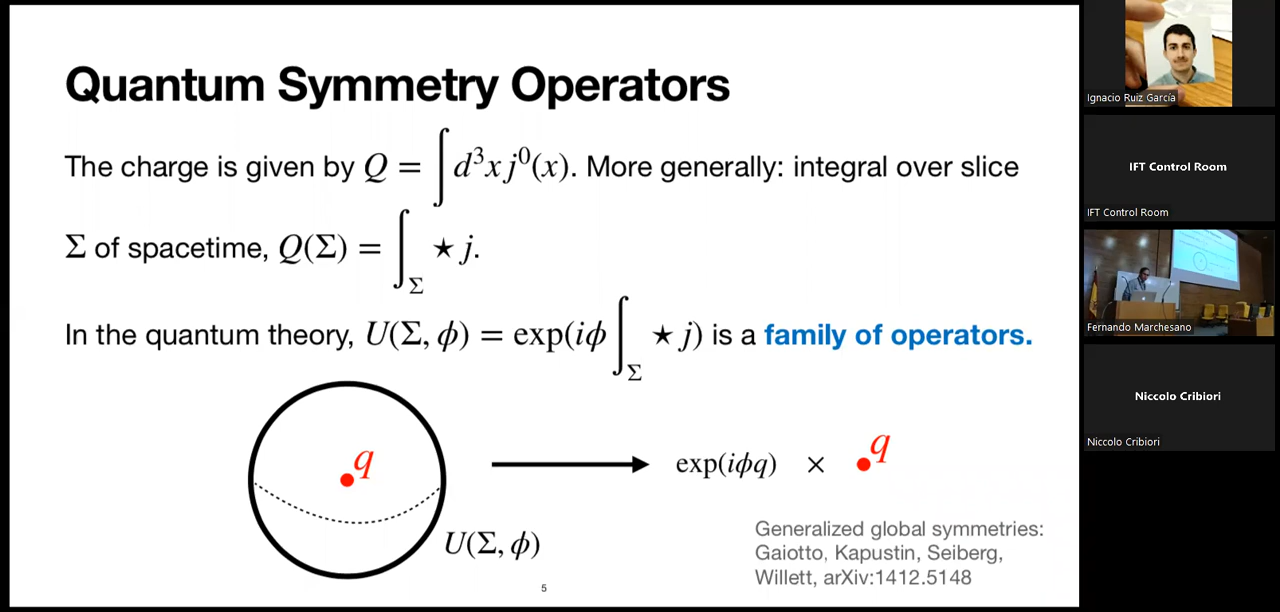 Quantum Symmetry Operators
The charge is given by Q = ∫ d³x j⁰(x). More generally: integral over slice
Σ of spacetime, Q(Σ) = ∫_Σ ⋆ j.
In the quantum theory, U(Σ, ϕ) = exp(iϕ ∫_Σ ⋆ j) is a family of operators.
q
U(Σ, ϕ)
exp(iϕq) × q
Generalized global symmetries:
Gaiotto, Kapustin, Seiberg,
Willett, arXiv:1412.5148
5
Ignacio Ruiz García
IFT Control Room
IFT Control Room
Fernando Marchesano
Niccolo Cribiori
Niccolo Cribiori